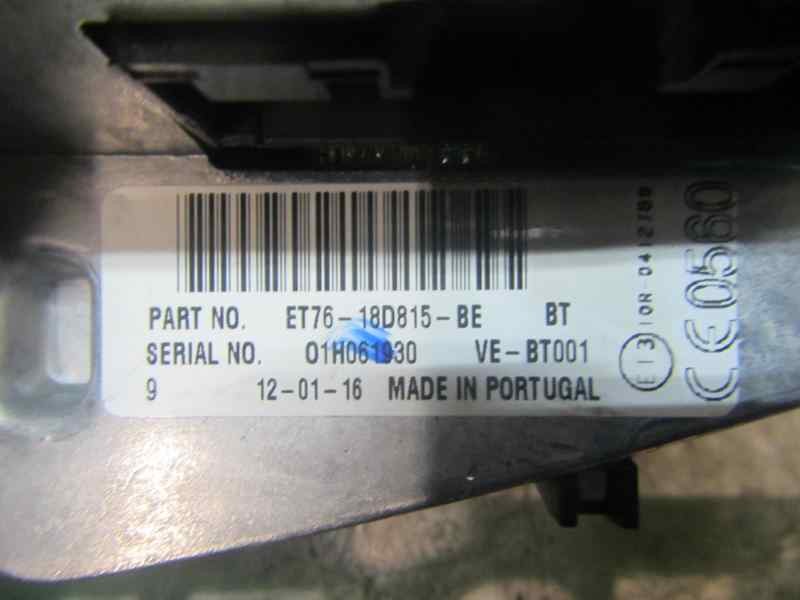 PART NO. ET76-18D815-BE BT
SERIAL NO. 01H061930 VE-BT001
9 12-01-16 MADE IN PORTUGAL
E13 10R-0412789
CE0560